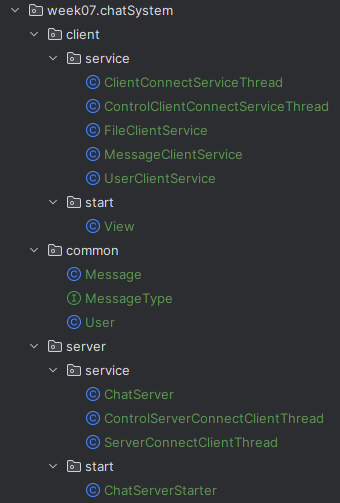 week07.chatSystem
client
service
ClientConnectServiceThread
ControlClientConnectServiceThread
FileClientService
MessageClientService
UserClientService
start
View
common
Message
MessageType
User
server
service
ChatServer
ControlServerConnectClientThread
ServerConnectClientThread
start
ChatServerStarter